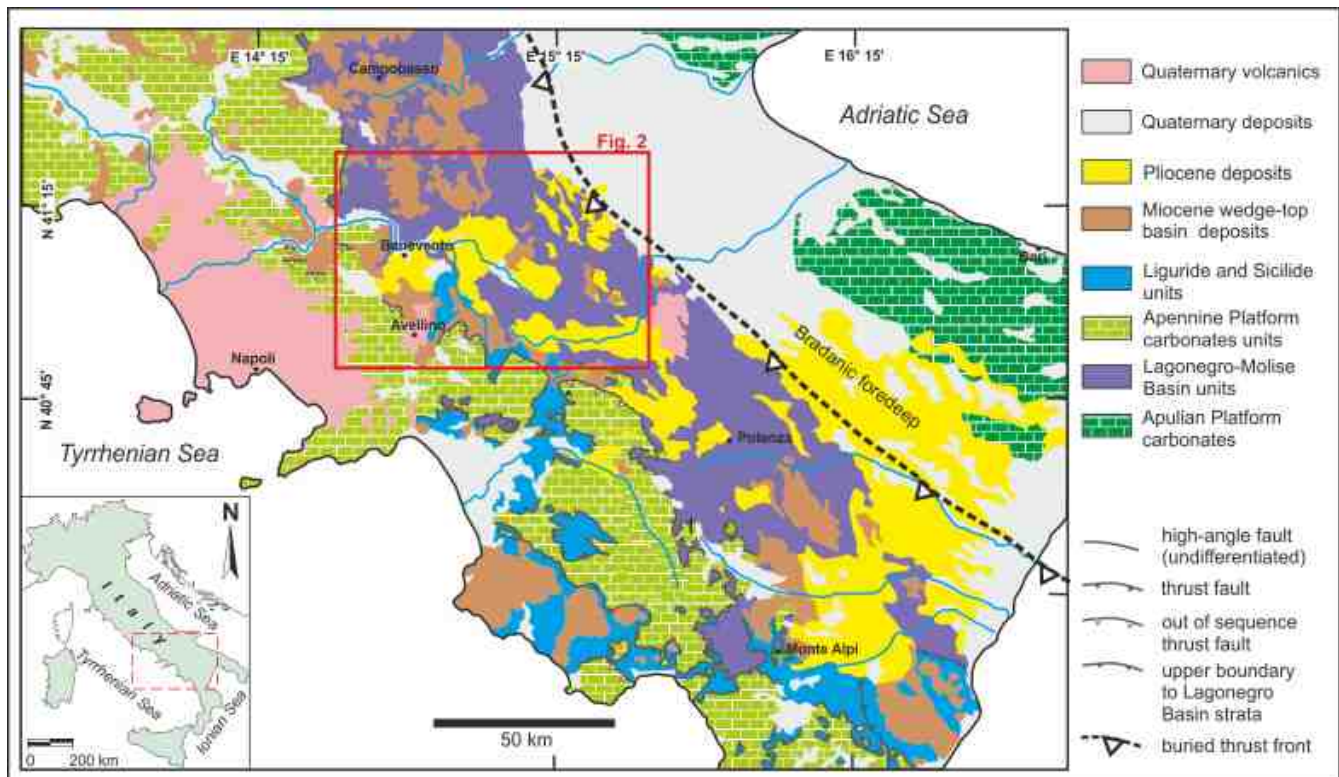 E 14° 15'
E 15° 15'
E 16° 15'
Campobasso
Adriatic Sea
Fig. 2
N 41° 15'
Benevento
Bari
Avellino
Napoli
Bradanic foredeep
N 40° 45'
Potenza
Tyrrhenian Sea
Monte Alpi
50 km
N
Italy
Adriatic Sea
Tyrrhenian Sea
Ionian Sea
0 200 km
Quaternary volcanics
Quaternary deposits
Pliocene deposits
Miocene wedge-top
basin deposits
Liguride and Sicilide
units
Apennine Platform
carbonates units
Lagonegro-Molise
Basin units
Apulian Platform
carbonates
high-angle fault
(undifferentiated)
thrust fault
out of sequence
thrust fault
upper boundary
to Lagonegro
Basin strata
buried thrust front